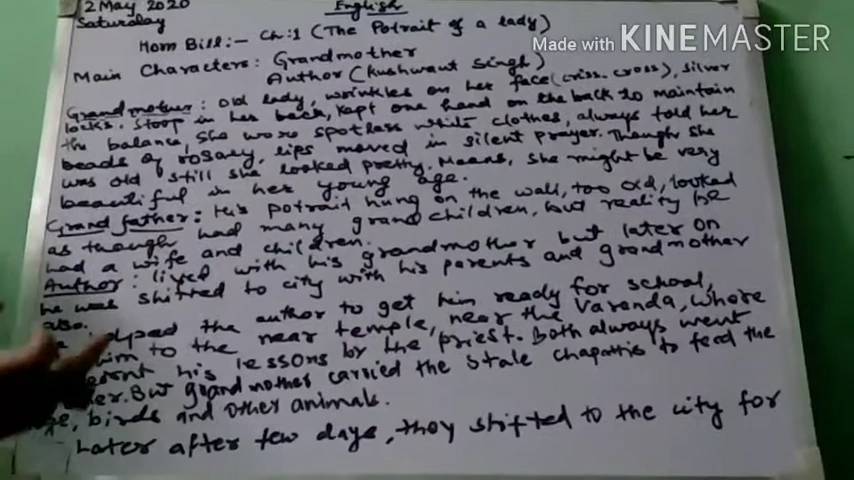 2 May 2020
English
Saturday
Horn Bill:- Ch:1 (The Potrait of a lady)
Made with KINEMASTER
Main Characters: Grandmother
Author (Kushwant Singh)
Grandmother: Old lady, wrinkles on her face (criss. cross), silver
locks. Stoop in her back, kept one hand on the back to maintain
the balance, she wore spotless white clothes, always told her
beads of rosary, lips moved in silent prayer. Though she
was old still she looked pretty. Means, she might be very
beautiful in her young age.
Grand father: His potrait hung on the wall, too old, looked
as though had many grand children, but reality he
had a wife and children.
Author: lived with his grandmother but later on
he was shifted to city with his parents and grandmother
also.
the author to get him ready for school,
him to the near temple, near the Varanda, where
his lessons by the priest. Both always went
But grandmother carried the stale chapattis to feed the
birds and other animals.
Later after few days, they shifted to the city for